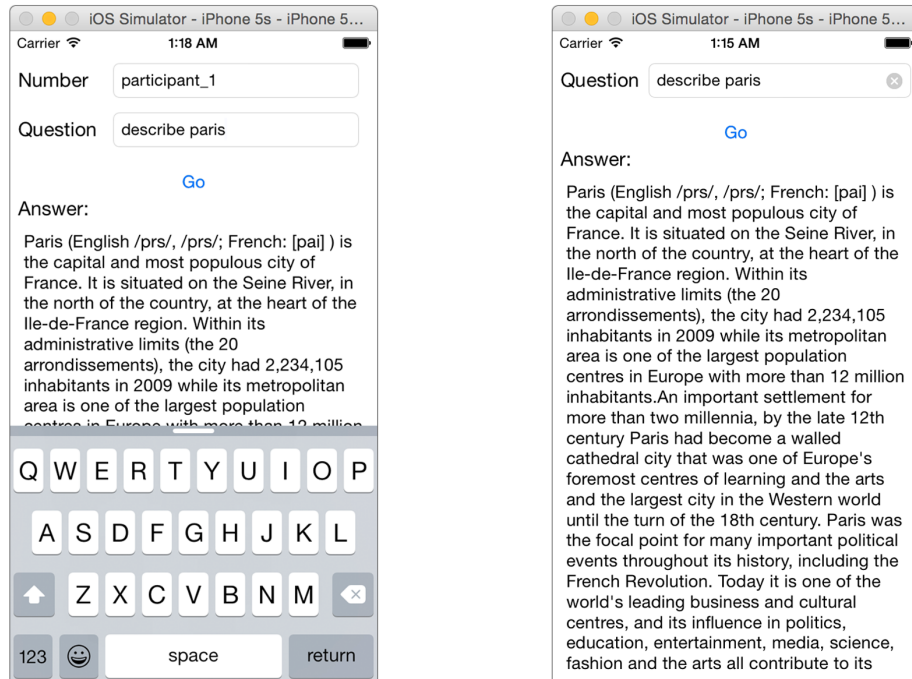 iOS Simulator - iPhone 5s - iPhone 5...
Carrier 1:18 AM
Number participant_1
Question describe paris
Go
Answer:
Paris (English /prs/, /prs/; French: [pai] ) is
the capital and most populous city of
France. It is situated on the Seine River, in
the north of the country, at the heart of the
Ile-de-France region. Within its
administrative limits (the 20
arrondissements), the city had 2,234,105
inhabitants in 2009 while its metropolitan
area is one of the largest population
centres in Europe with more than 12 million
Q W E R T Y U I O P
A S D F G H J K L
Z X C V B N M
123 space return
iOS Simulator - iPhone 5s - iPhone 5...
Carrier 1:15 AM
Question describe paris
Go
Answer:
Paris (English /prs/, /prs/; French: [pai] ) is
the capital and most populous city of
France. It is situated on the Seine River, in
the north of the country, at the heart of the
Ile-de-France region. Within its
administrative limits (the 20
arrondissements), the city had 2,234,105
inhabitants in 2009 while its metropolitan
area is one of the largest population
centres in Europe with more than 12 million
inhabitants.An important settlement for
more than two millennia, by the late 12th
century Paris had become a walled
cathedral city that was one of Europe's
foremost centres of learning and the arts
and the largest city in the Western world
until the turn of the 18th century. Paris was
the focal point for many important political
events throughout its history, including the
French Revolution. Today it is one of the
world's leading business and cultural
centres, and its influence in politics,
education, entertainment, media, science,
fashion and the arts all contribute to its